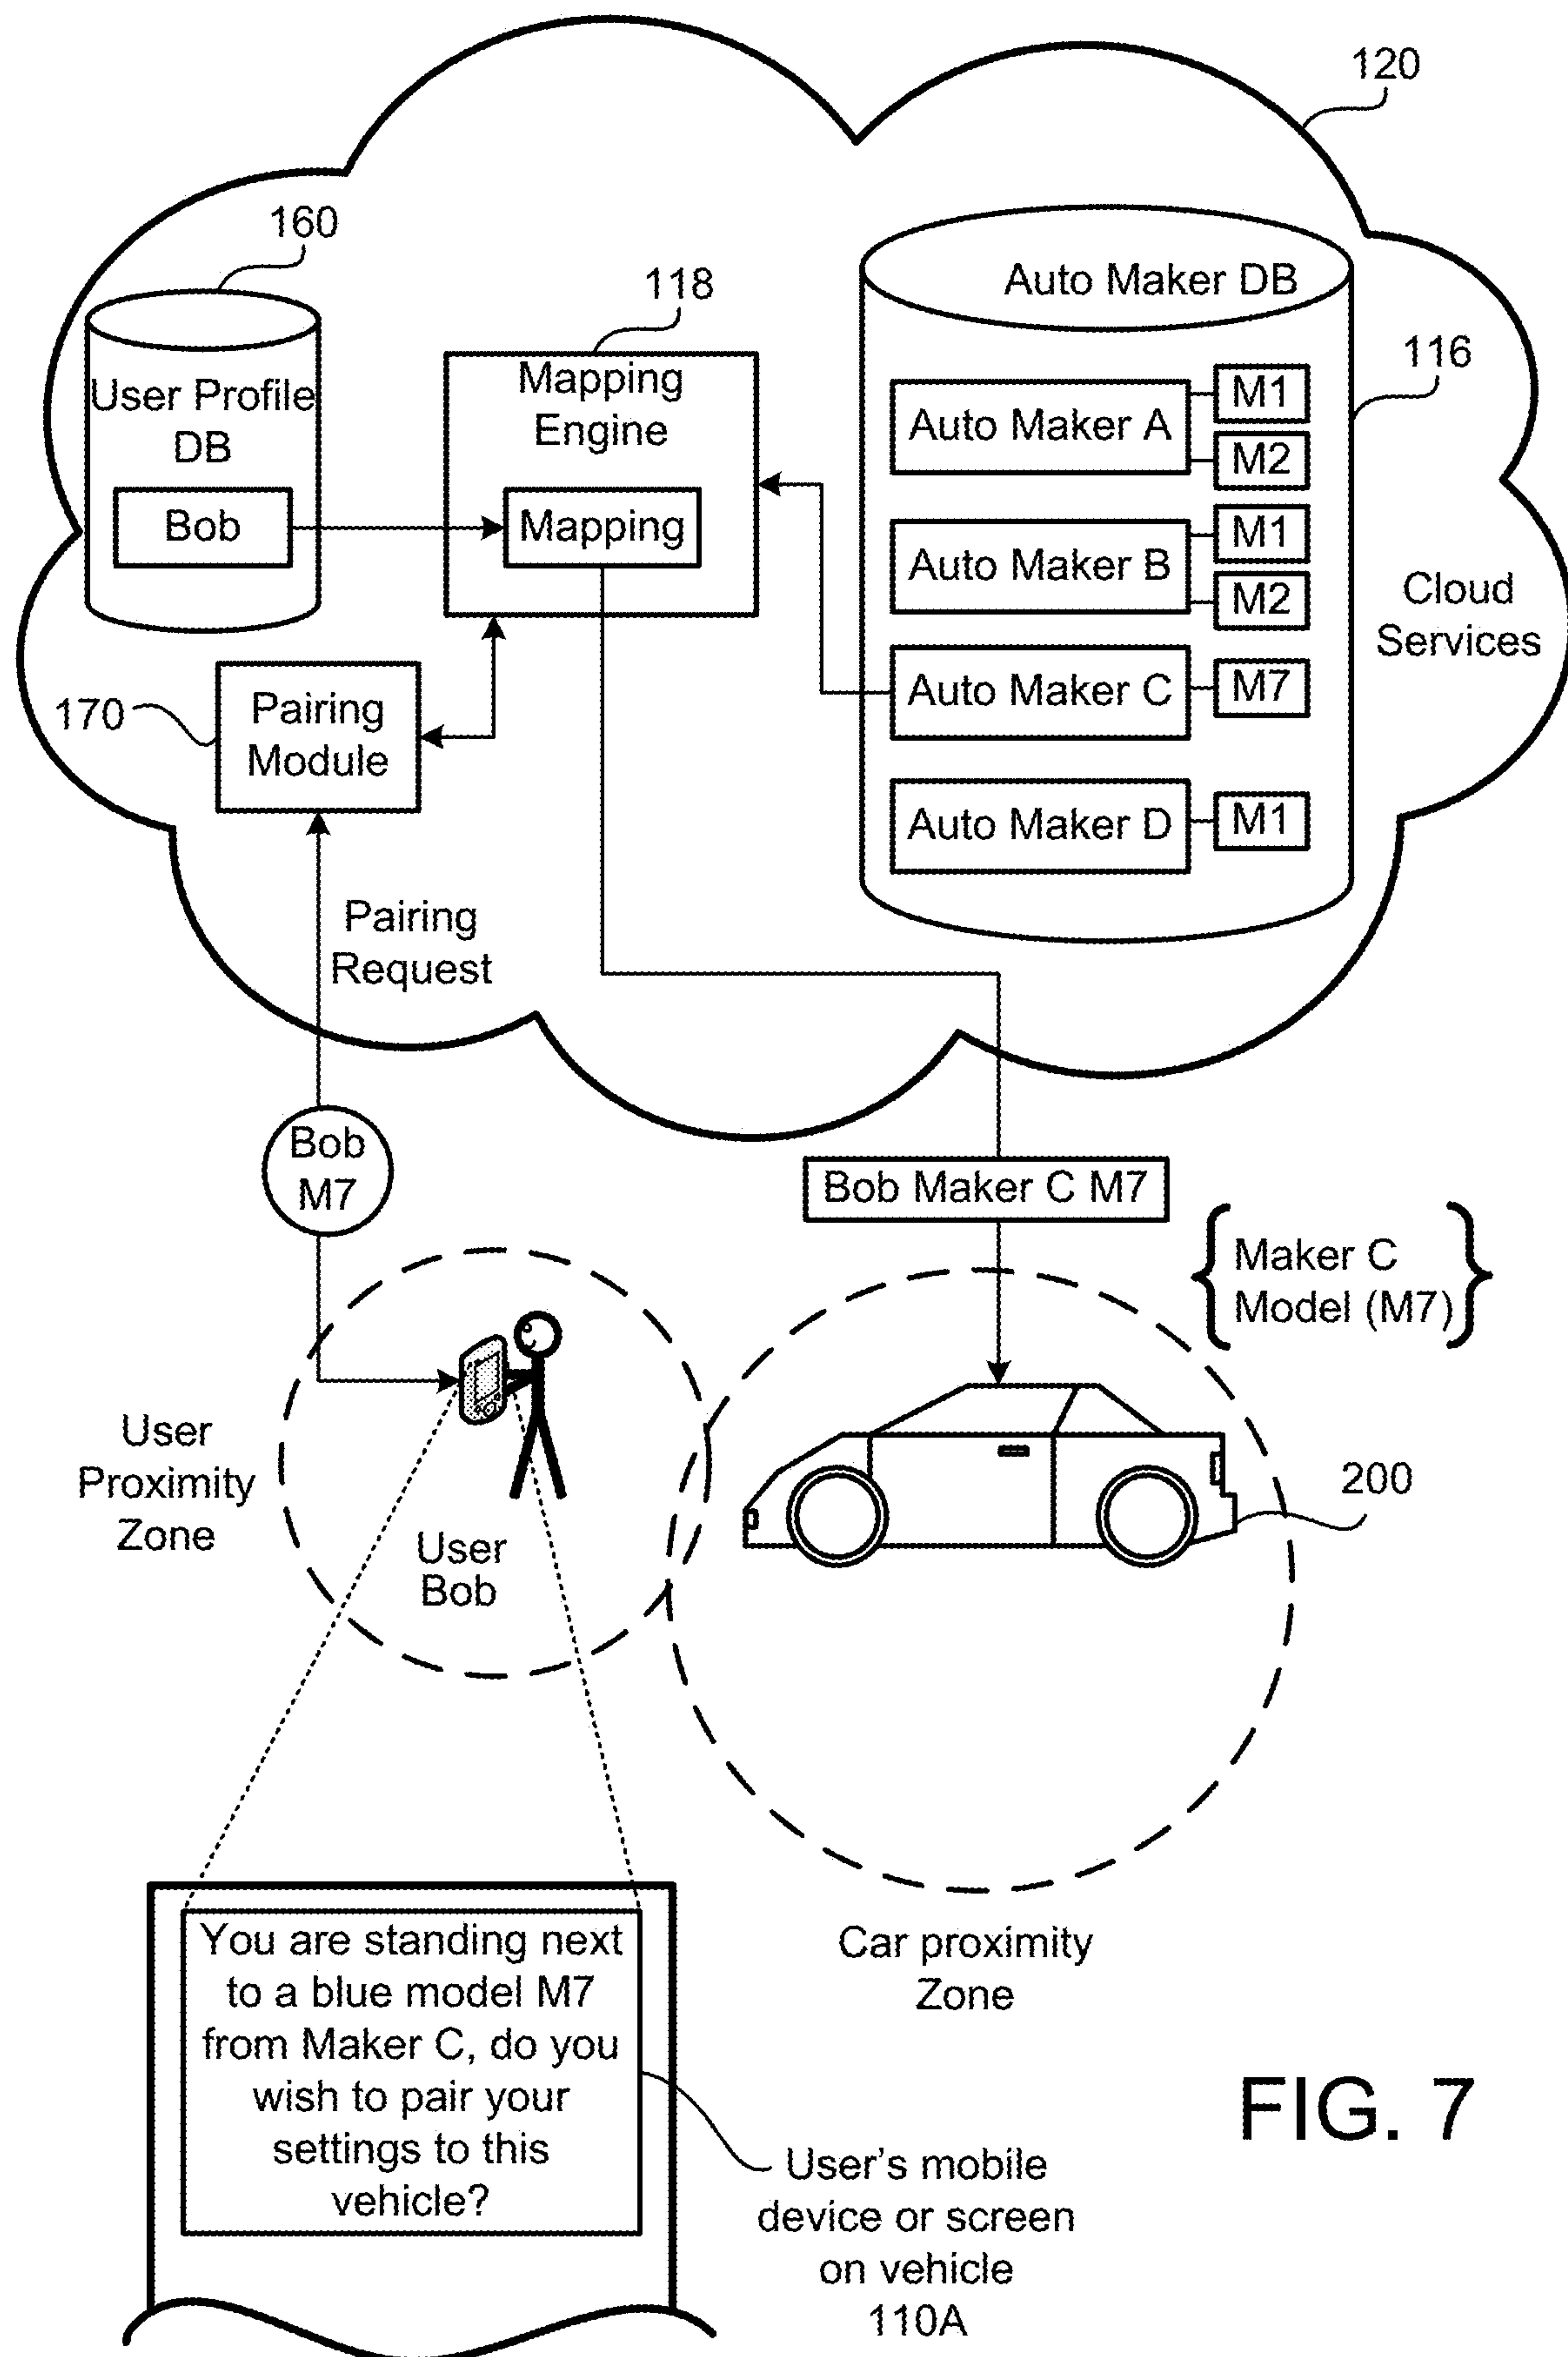 120
160
118
Auto Maker DB
116
User Profile
DB
Bob
Mapping
Engine
Mapping
Auto Maker A
M1
M2
Auto Maker B
M1
M2
Auto Maker C
M7
Auto Maker D
M1
Cloud
Services
170
Pairing
Module
Pairing
Request
Bob
M7
Bob Maker C M7
Maker C
Model (M7)
User
Proximity
Zone
User
Bob
200
Car proximity
Zone
You are standing next
to a blue model M7
from Maker C, do you
wish to pair your
settings to this
vehicle?
User's mobile
device or screen
on vehicle
110A
FIG. 7